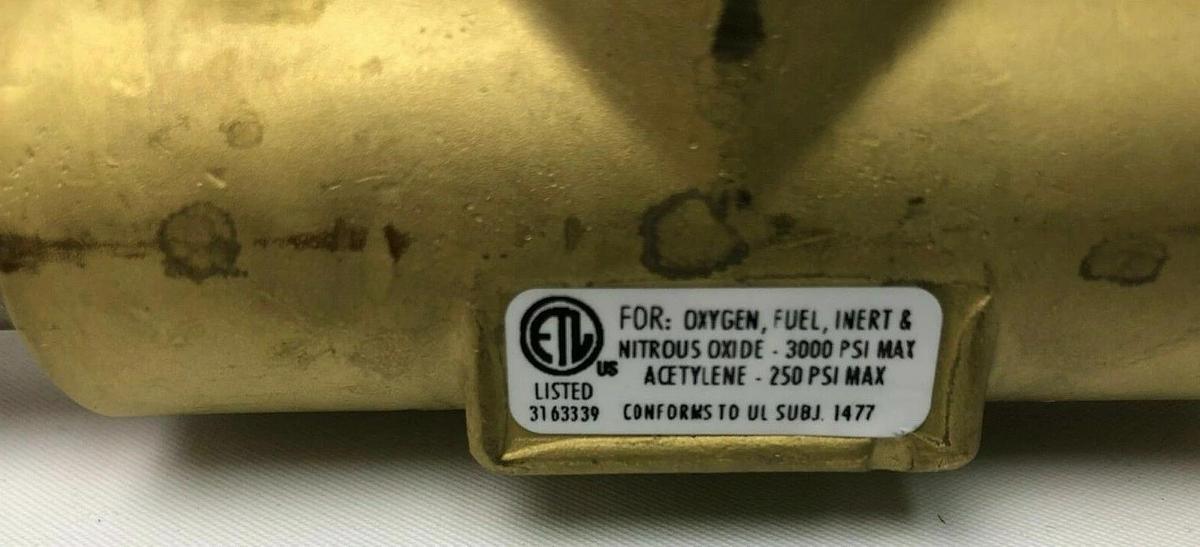 ETL
US
LISTED
3163339
FOR: OXYGEN, FUEL, INERT &
NITROUS OXIDE - 3000 PSI MAX
ACETYLENE - 250 PSI MAX
CONFORMS TO UL SUBJ. 1477